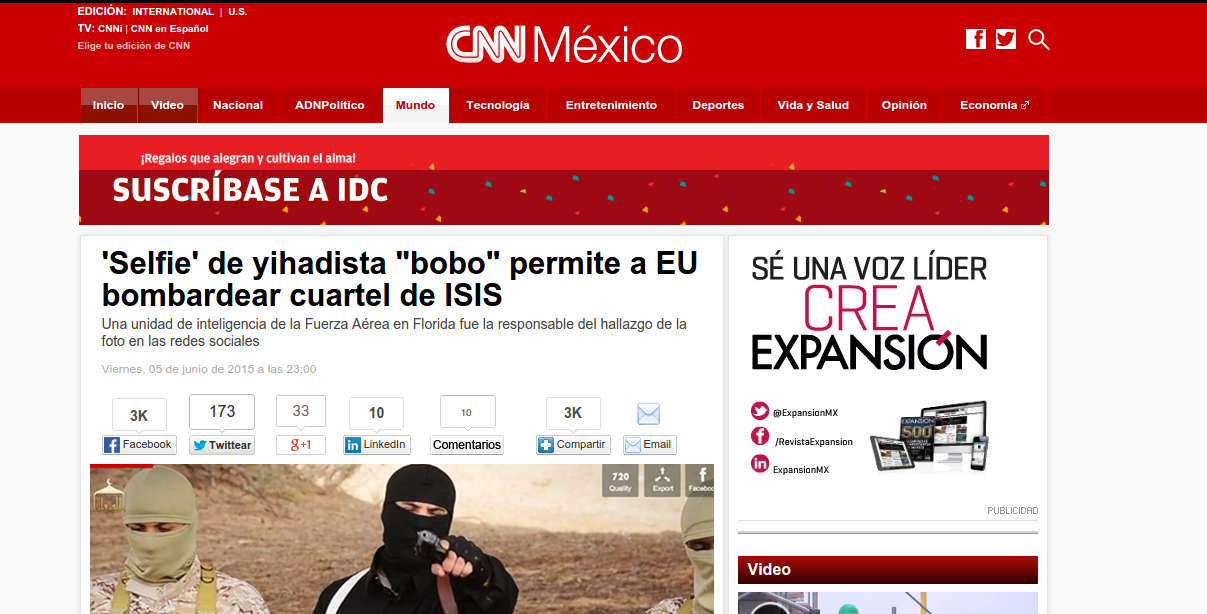 EDICIÓN: INTERNATIONAL | U.S.
TV: CNNi | CNN en Español
Elige tu edición de CNN
CNN México
Inicio Video Nacional ADNPolítico Mundo Tecnología Entretenimiento Deportes Vida y Salud Opinión Economía
¡Regalos que alegran y cultivan el alma!
SUSCRÍBASE A IDC
'Selfie' de yihadista "bobo" permite a EU
bombardear cuartel de ISIS
Una unidad de inteligencia de la Fuerza Aérea en Florida fue la responsable del hallazgo de la
foto en las redes sociales
Viernes, 05 de junio de 2015 a las 23:00
3K 173 33 10 10 3K
Facebook Twittear g+1 LinkedIn Comentarios Compartir Email
720
Quality Export Facebook
SÉ UNA VOZ LÍDER
CREA
EXPANSIÓN
@ExpansionMX
/RevistaExpansion
ExpansionMX
EXPANSIÓN
500
PUBLICIDAD
Video